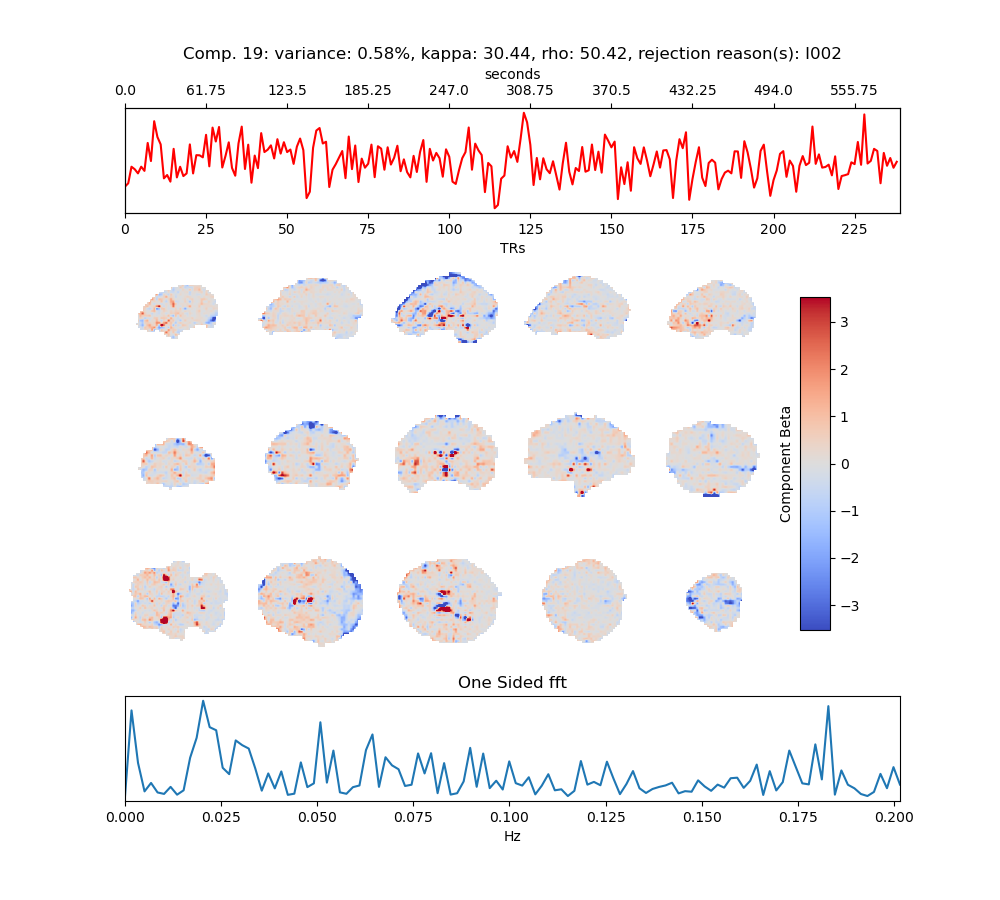 Comp. 19: variance: 0.58%, kappa: 30.44, rho: 50.42, rejection reason(s): I002
seconds
0.0 61.75 123.5 185.25 247.0 308.75 370.5 432.25 494.0 555.75
0 25 50 75 100 125 150 175 200 225
TRs
3
2
1
0
−1
−2
−3
Component Beta
One Sided fft
0.000 0.025 0.050 0.075 0.100 0.125 0.150 0.175 0.200
Hz